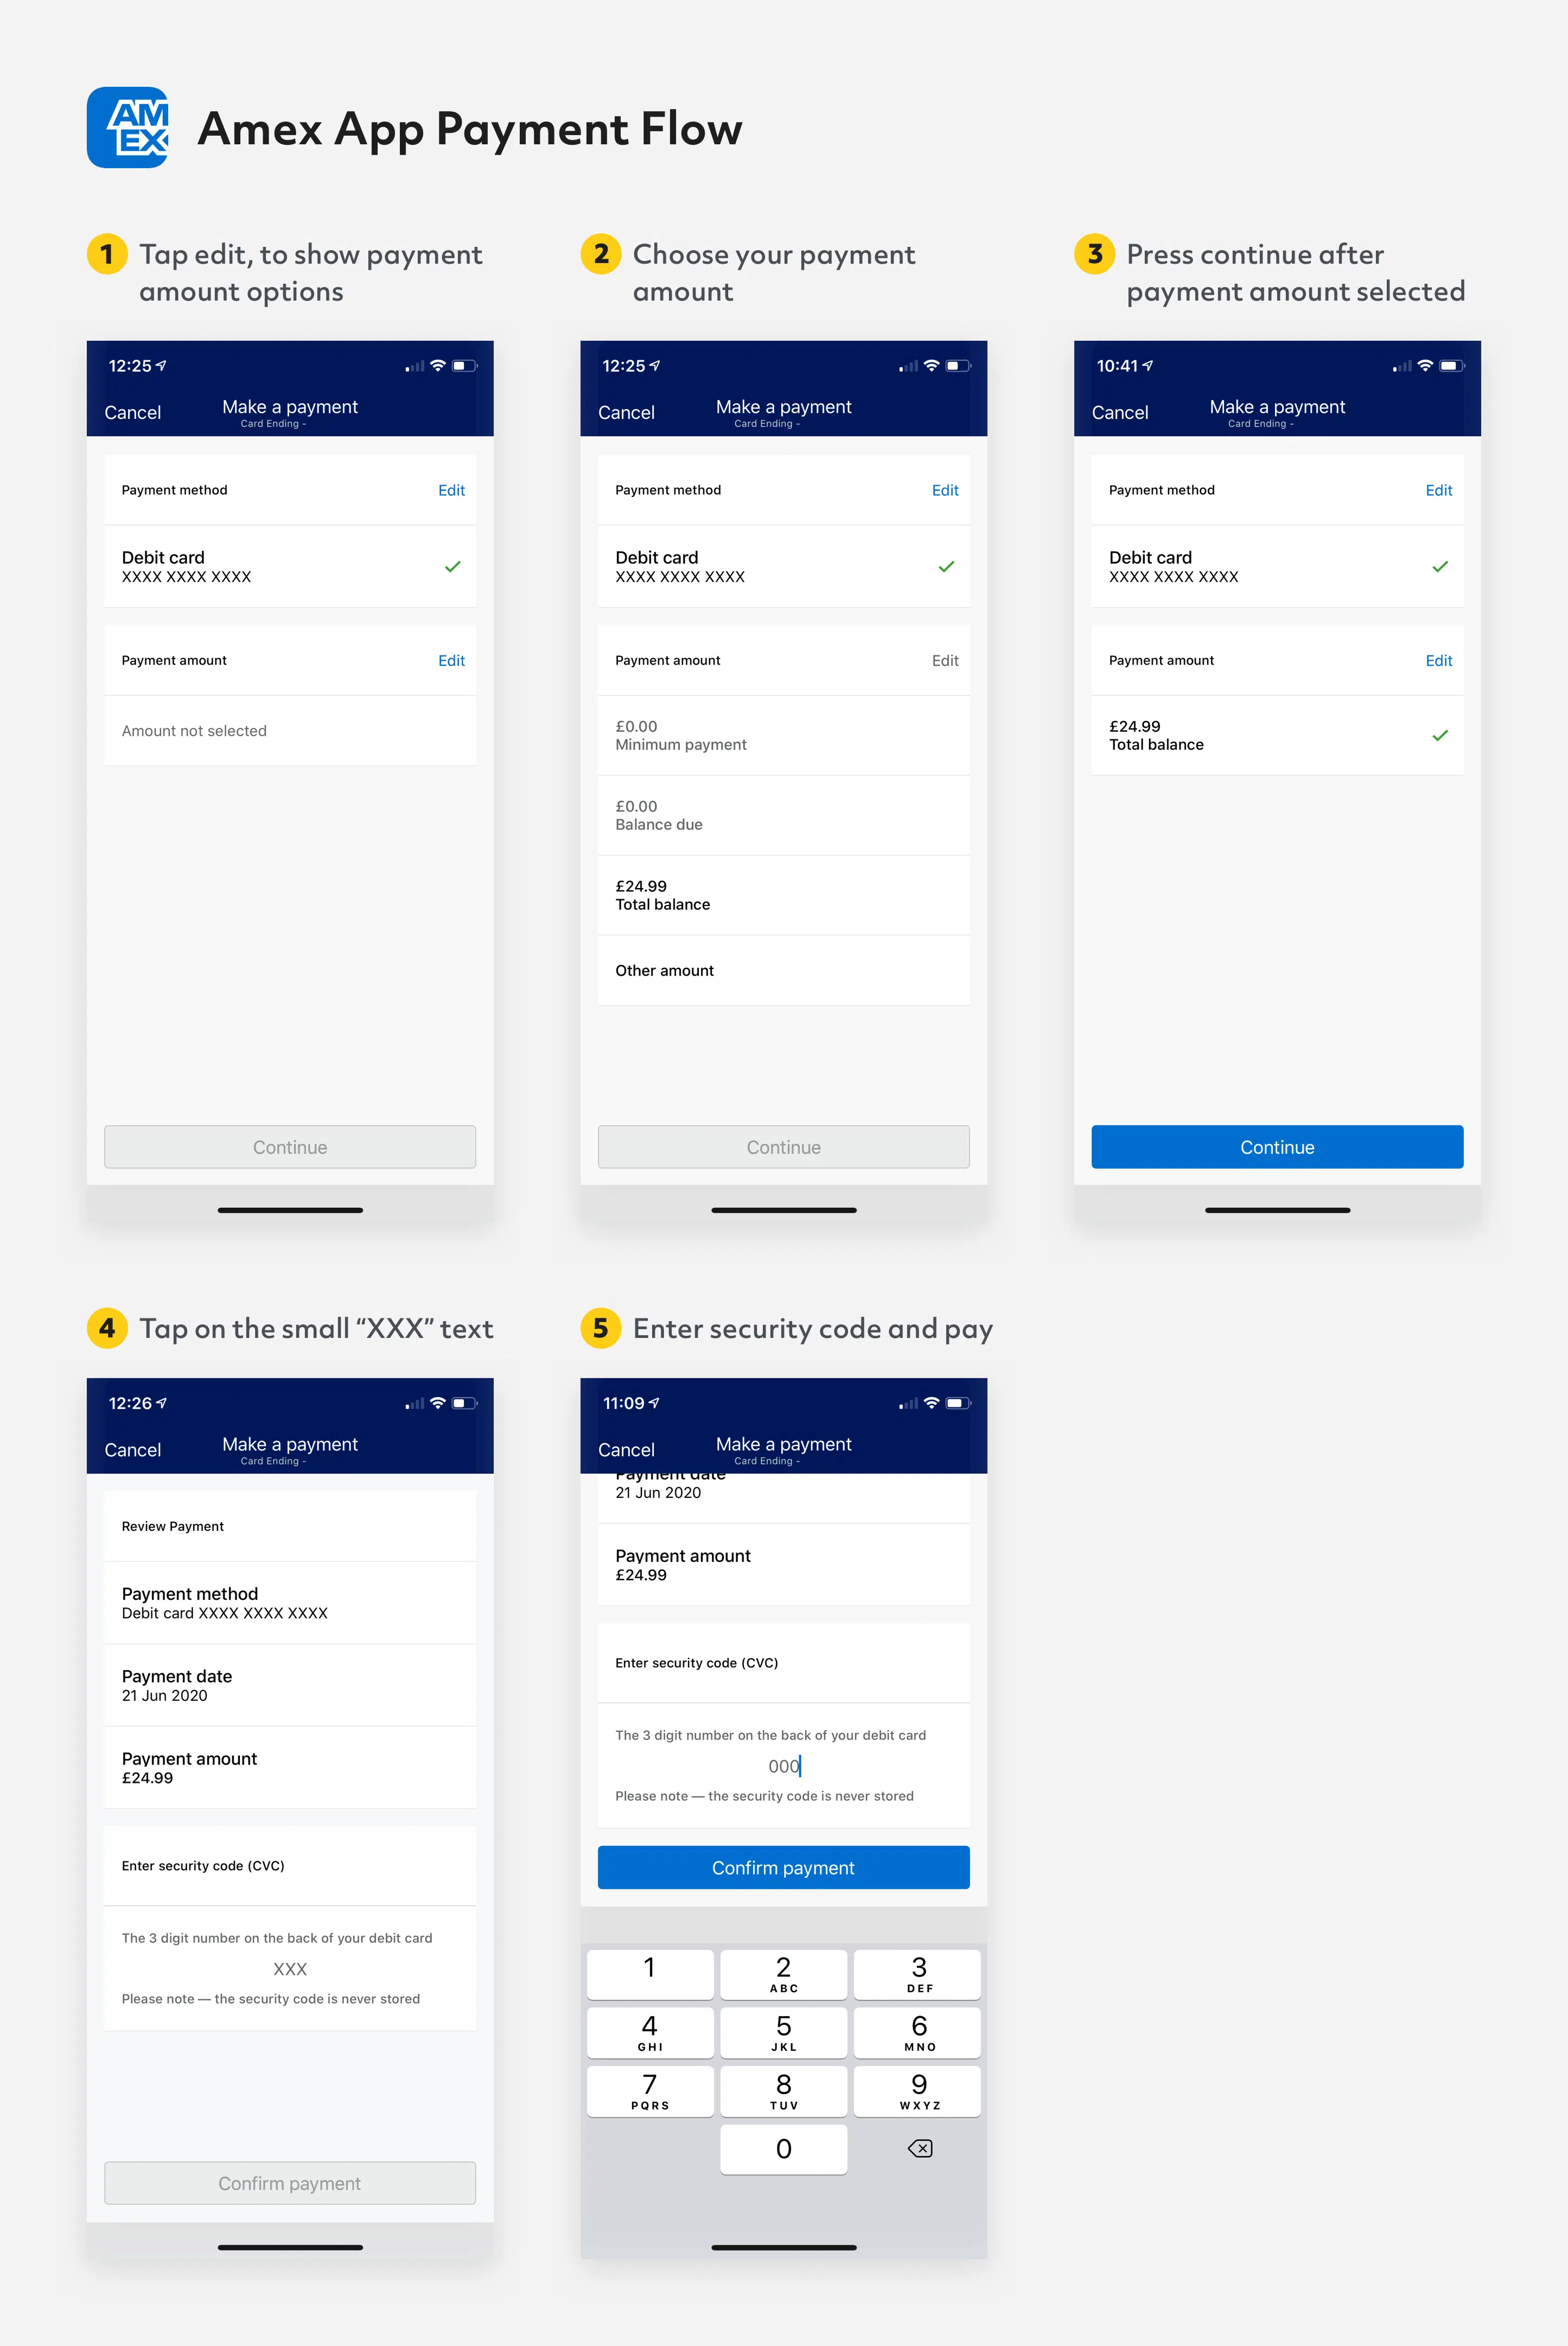 AM
EX
Amex App Payment Flow
1 Tap edit, to show payment
amount options
12:25
Cancel
Make a payment
Card Ending -
Payment method
Edit
Debit card
XXXX XXXX XXXX
Payment amount
Edit
Amount not selected
Continue
2 Choose your payment
amount
12:25
Cancel
Make a payment
Card Ending -
Payment method
Edit
Debit card
XXXX XXXX XXXX
Payment amount
Edit
£0.00
Minimum payment
£0.00
Balance due
£24.99
Total balance
Other amount
Continue
3 Press continue after
payment amount selected
10:41
Cancel
Make a payment
Card Ending -
Payment method
Edit
Debit card
XXXX XXXX XXXX
Payment amount
Edit
£24.99
Total balance
Continue
4 Tap on the small “XXX” text
12:26
Cancel
Make a payment
Card Ending -
Review Payment
Payment method
Debit card XXXX XXXX XXXX
Payment date
21 Jun 2020
Payment amount
£24.99
Enter security code (CVC)
The 3 digit number on the back of your debit card
XXX
Please note — the security code is never stored
Confirm payment
5 Enter security code and pay
11:09
Cancel
Make a payment
Card Ending -
Payment date
21 Jun 2020
Payment amount
£24.99
Enter security code (CVC)
The 3 digit number on the back of your debit card
000
Please note — the security code is never stored
Confirm payment
1
2
ABC
3
DEF
4
GHI
5
JKL
6
MNO
7
PQRS
8
TUV
9
WXYZ
0